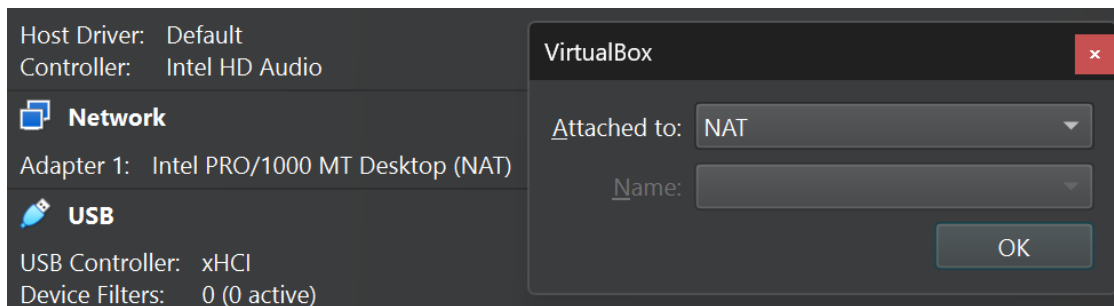 Host Driver: Default
Controller: Intel HD Audio
Network
Adapter 1: Intel PRO/1000 MT Desktop (NAT)
USB
USB Controller: xHCI
Device Filters: 0 (0 active)
VirtualBox
Attached to: NAT
Name:
OK